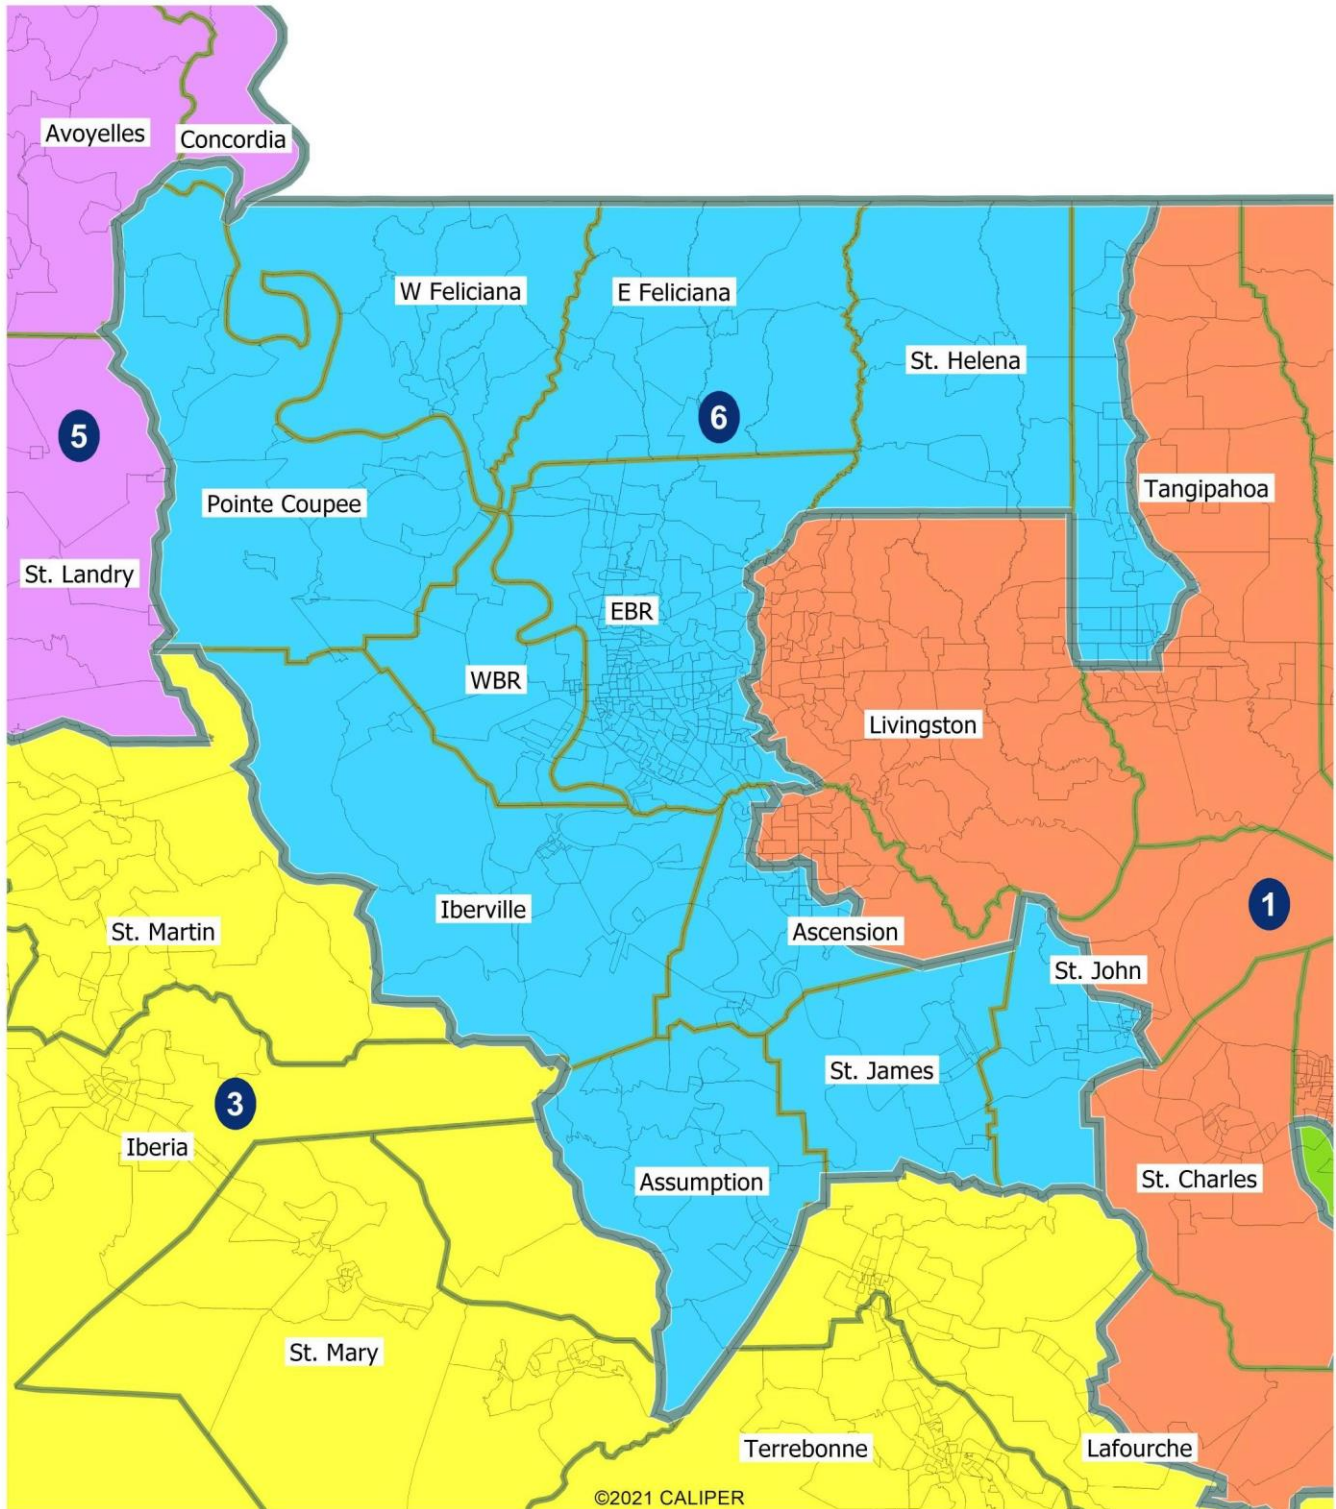 Avoyelles
Concordia
W Feliciana
E Feliciana
St. Helena
6
5
Tangipahoa
Pointe Coupee
St. Landry
EBR
WBR
Livingston
1
Iberville
St. Martin
Ascension
St. John
St. James
3
Iberia
Assumption
St. Charles
St. Mary
Terrebonne
Lafourche
©2021 CALIPER